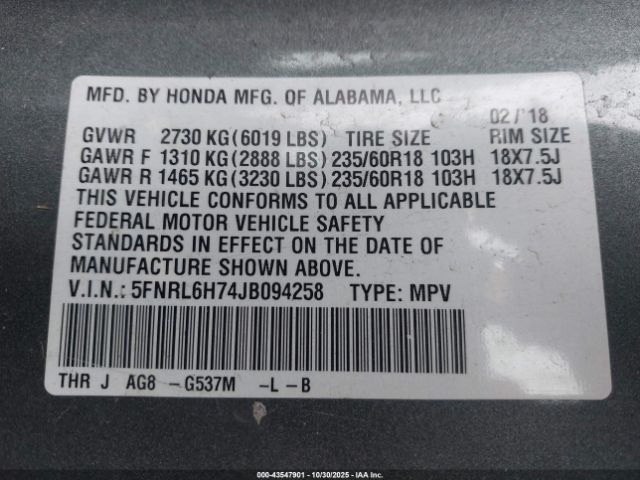 MFD. BY HONDA MFG. OF ALABAMA, LLC
02/'18
GVWR 2730 KG(6019 LBS) TIRE SIZE RIM SIZE
GAWR F 1310 KG(2888 LBS)235/60R18 103H 18X7.5J
GAWR R 1465 KG(3230 LBS)235/60R18 103H 18X7.5J
THIS VEHICLE CONFORMS TO ALL APPLICABLE
FEDERAL MOTOR VEHICLE SAFETY
STANDARDS IN EFFECT ON THE DATE OF
MANUFACTURE SHOWN ABOVE.
V.I.N.: 5FNRL6H74JB094258 TYPE: MPV
THR J AG8 -G537M -L-B
000-43547901 - 10/30/2025 - Copyright © 2025 IAA, Inc.